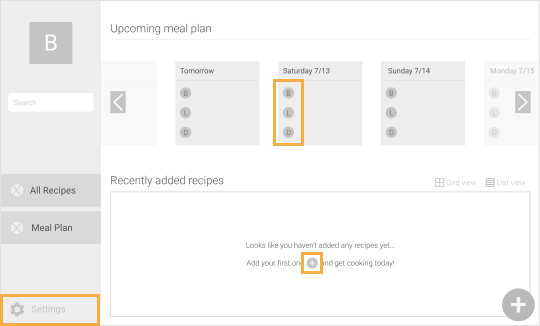 B
Search
All Recipes
Meal Plan
Settings
Upcoming meal plan
Tomorrow
B
L
D
Saturday 7/13
B
L
D
Sunday 7/14
B
L
D
Monday 7/15
B
L
D
Recently added recipes
Grid view
List view
Looks like you haven't added any recipes yet...
Add your first one and get cooking today!